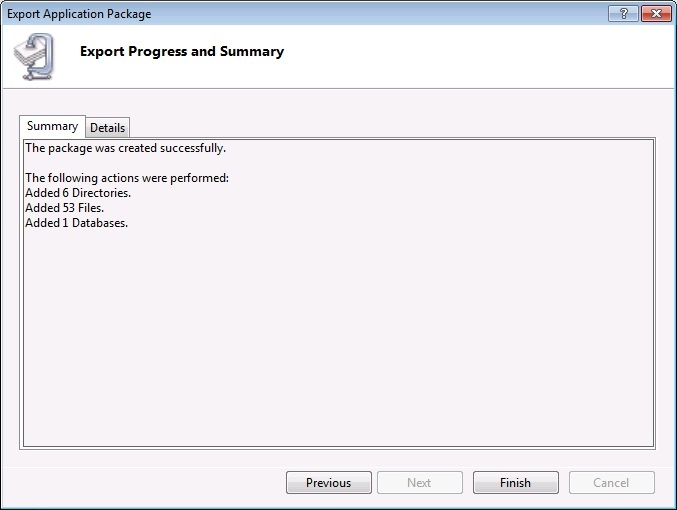 Export Application Package
Export Progress and Summary
Summary
Details
The package was created successfully.
The following actions were performed:
Added 6 Directories.
Added 53 Files.
Added 1 Databases.
Previous
Next
Finish
Cancel